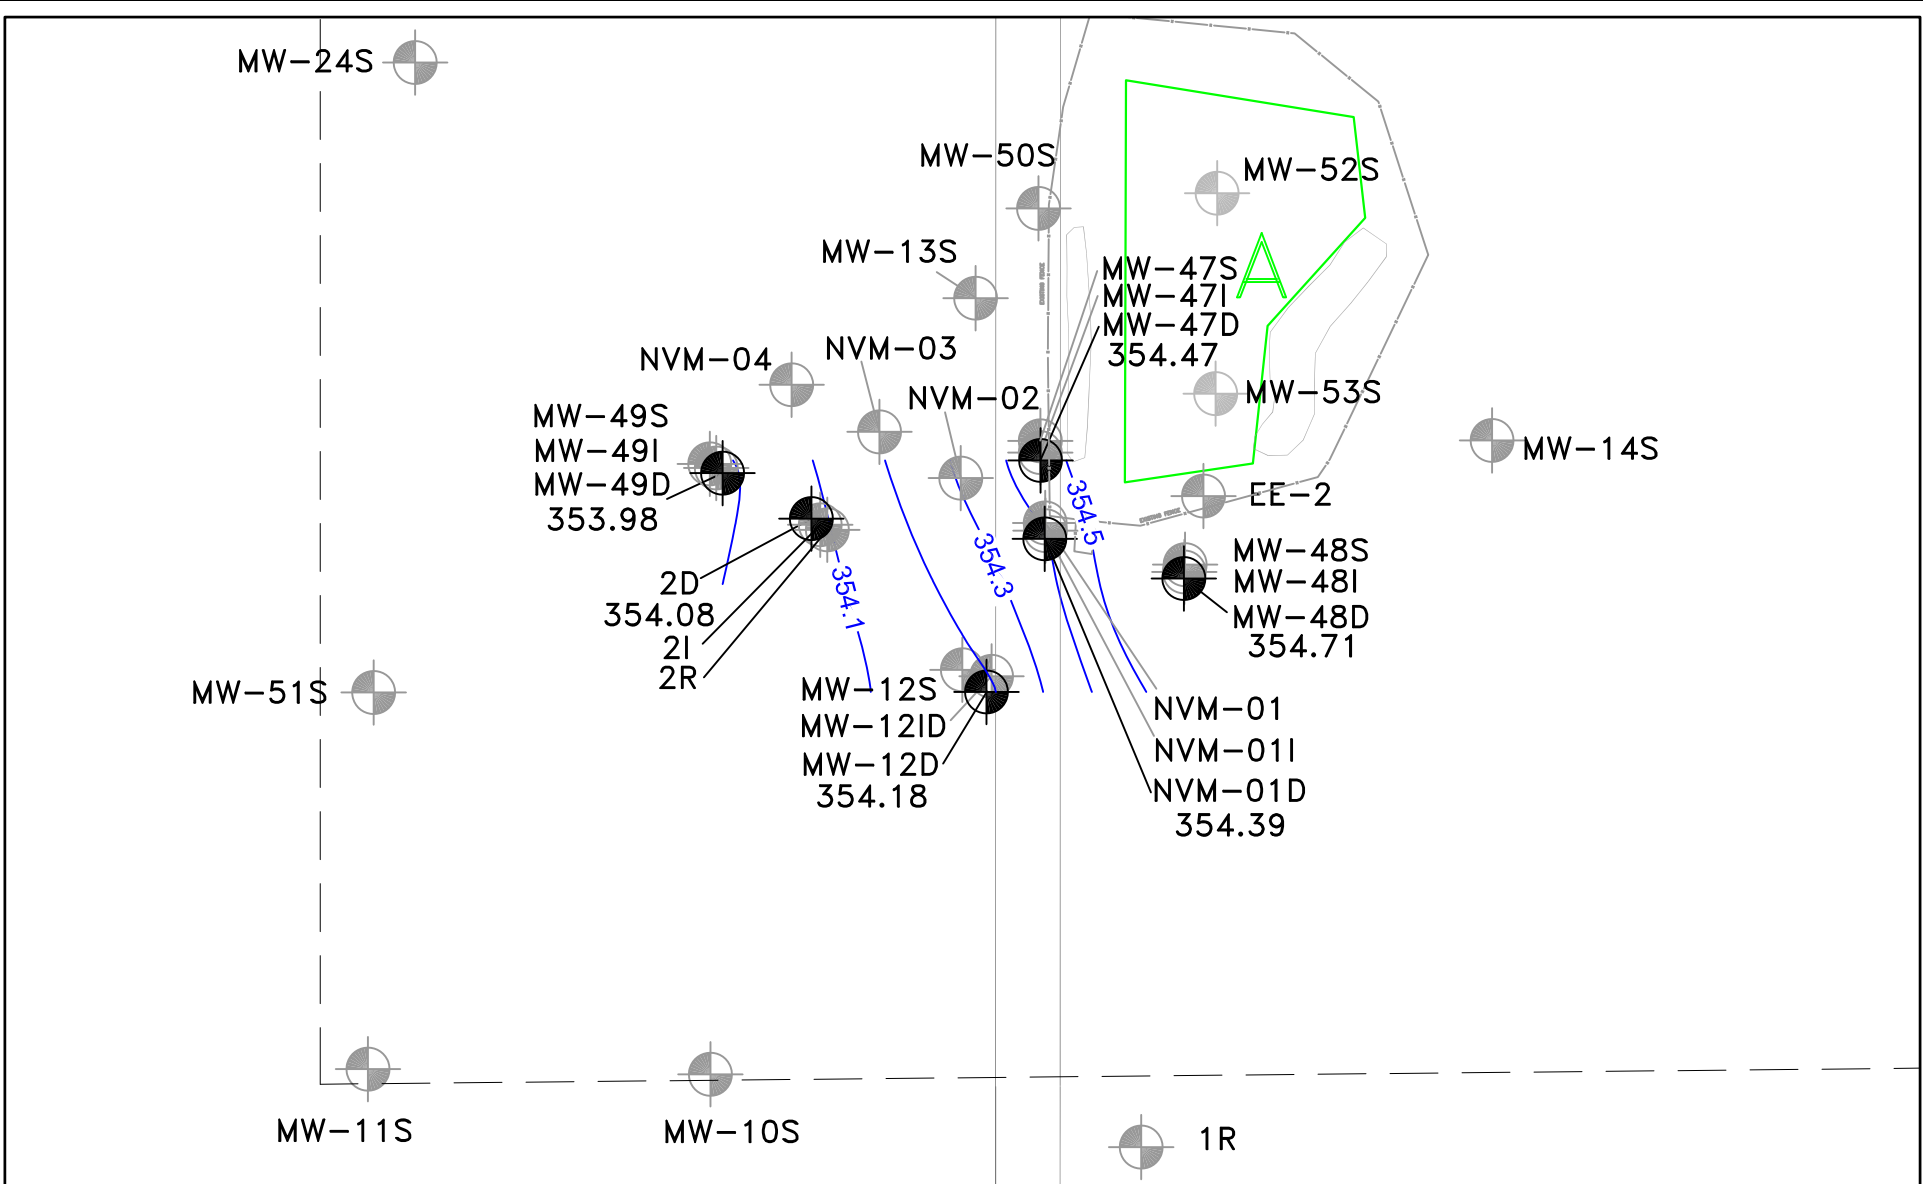 MW-24S
MW-50S
MW-52S
MW-13S
A
MW-47S
MW-47I
MW-47D
354.47
NVM-04
NVM-03
NVM-02
MW-53S
MW-49S
MW-49I
MW-49D
353.98
MW-14S
EE-2
354.5
354.3
354.1
EXISTING FENCE
EXISTING FENCE
MW-48S
MW-48I
MW-48D
354.71
2D
354.08
2I
2R
MW-51S
MW-12S
MW-12ID
MW-12D
354.18
NVM-01
NVM-01I
NVM-01D
354.39
MW-11S
MW-10S
1R